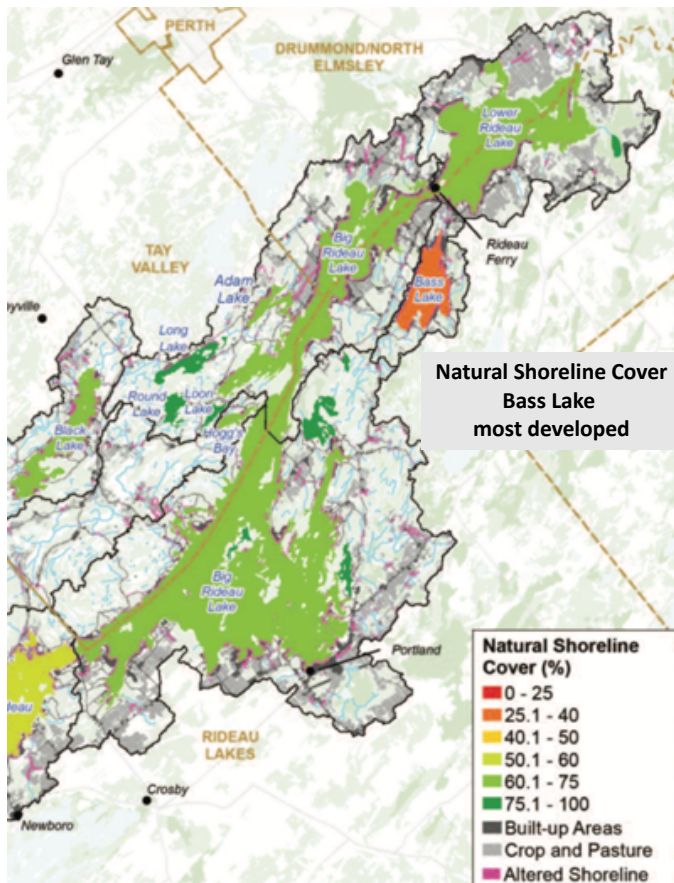 PERTH
Glen Tay
DRUMMOND/NORTH
ELMSLEY
Lower
Rideau
Lake
Big
Rideau
Lake
Rideau
Ferry
TAY
VALLEY
Adam
Lake
Bass
Lake
yville
Long
Lake
Round
Lake
Loon
Lake
Hogg's
Bay
Black
Lake
Natural Shoreline Cover
Bass Lake
most developed
Big
Rideau
Lake
Portland
deau
RIDEAU
LAKES
Crosby
Newboro
Natural Shoreline
Cover (%)
0 - 25
25.1 - 40
40.1 - 50
50.1 - 60
60.1 - 75
75.1 - 100
Built-up Areas
Crop and Pasture
Altered Shoreline